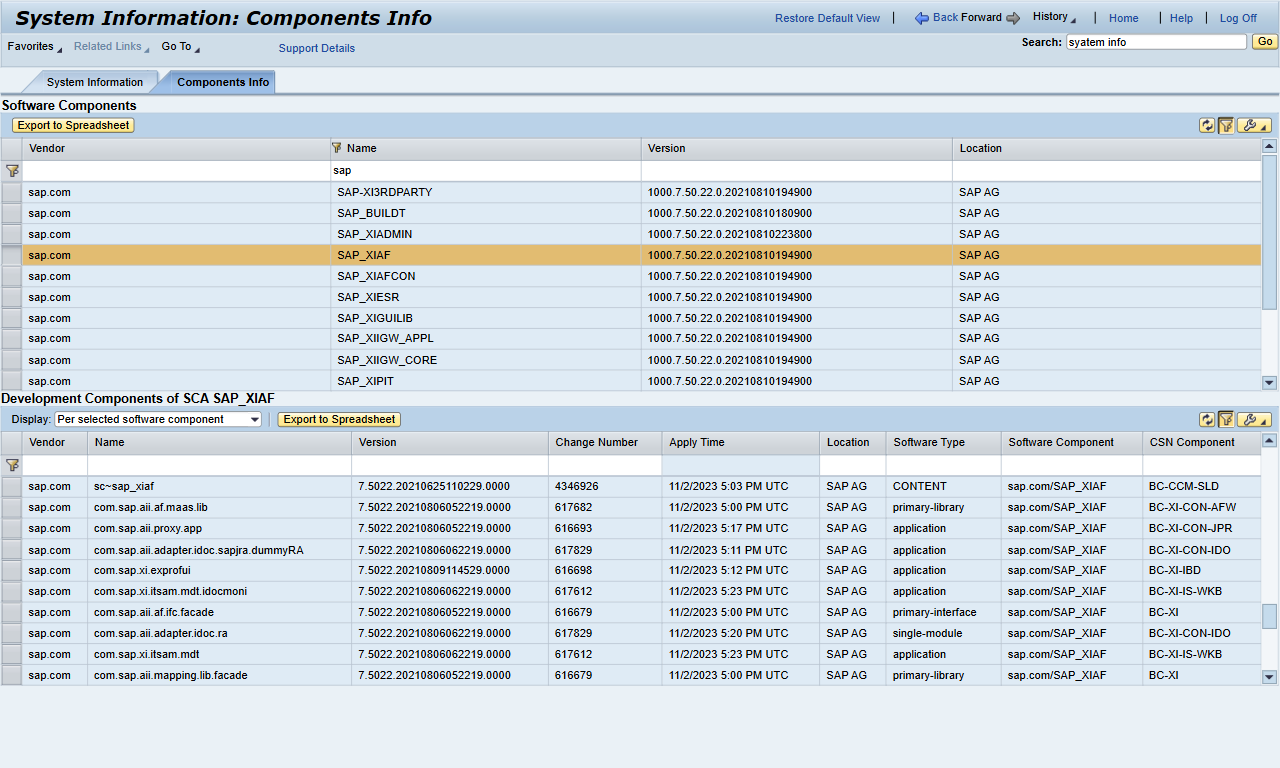 System Information: Components Info
Restore Default View | Back Forward History | Home | Help | Log Off
Favorites Related Links Go To Support Details Search: syatem info Go
System Information Components Info
Software Components
Export to Spreadsheet
Vendor Name Version Location
sap
sap.com SAP-XI3RDPARTY 1000.7.50.22.0.20210810194900 SAP AG
sap.com SAP_BUILDT 1000.7.50.22.0.20210810180900 SAP AG
sap.com SAP_XIADMIN 1000.7.50.22.0.20210810223800 SAP AG
sap.com SAP_XIAF 1000.7.50.22.0.20210810194900 SAP AG
sap.com SAP_XIAFCON 1000.7.50.22.0.20210810194900 SAP AG
sap.com SAP_XIESR 1000.7.50.22.0.20210810194900 SAP AG
sap.com SAP_XIGUILIB 1000.7.50.22.0.20210810194900 SAP AG
sap.com SAP_XIIGW_APPL 1000.7.50.22.0.20210810194900 SAP AG
sap.com SAP_XIIGW_CORE 1000.7.50.22.0.20210810194900 SAP AG
sap.com SAP_XIPIT 1000.7.50.22.0.20210810194900 SAP AG
Development Components of SCA SAP_XIAF
Display: Per selected software component Export to Spreadsheet
Vendor Name Version Change Number Apply Time Location Software Type Software Component CSN Component
sap.com sc~sap_xiaf 7.5022.20210625110229.0000 4346926 11/2/2023 5:03 PM UTC SAP AG CONTENT sap.com/SAP_XIAF BC-CCM-SLD
sap.com com.sap.aii.af.maas.lib 7.5022.20210806052219.0000 617682 11/2/2023 5:00 PM UTC SAP AG primary-library sap.com/SAP_XIAF BC-XI-CON-AFW
sap.com com.sap.aii.proxy.app 7.5022.20210806052219.0000 616693 11/2/2023 5:17 PM UTC SAP AG application sap.com/SAP_XIAF BC-XI-CON-JPR
sap.com com.sap.aii.adapter.idoc.sapjra.dummyRA 7.5022.20210806062219.0000 617829 11/2/2023 5:11 PM UTC SAP AG application sap.com/SAP_XIAF BC-XI-CON-IDO
sap.com com.sap.xi.exprofui 7.5022.20210809114529.0000 616698 11/2/2023 5:12 PM UTC SAP AG application sap.com/SAP_XIAF BC-XI-IBD
sap.com com.sap.xi.itsam.mdt.idocmoni 7.5022.20210806062219.0000 617612 11/2/2023 5:23 PM UTC SAP AG application sap.com/SAP_XIAF BC-XI-IS-WKB
sap.com com.sap.aii.af.ifc.facade 7.5022.20210806052219.0000 616679 11/2/2023 5:00 PM UTC SAP AG primary-interface sap.com/SAP_XIAF BC-XI
sap.com com.sap.aii.adapter.idoc.ra 7.5022.20210806062219.0000 617829 11/2/2023 5:20 PM UTC SAP AG single-module sap.com/SAP_XIAF BC-XI-CON-IDO
sap.com com.sap.xi.itsam.mdt 7.5022.20210806062219.0000 617612 11/2/2023 5:23 PM UTC SAP AG application sap.com/SAP_XIAF BC-XI-IS-WKB
sap.com com.sap.aii.mapping.lib.facade 7.5022.20210806052219.0000 616679 11/2/2023 5:00 PM UTC SAP AG primary-library sap.com/SAP_XIAF BC-XI